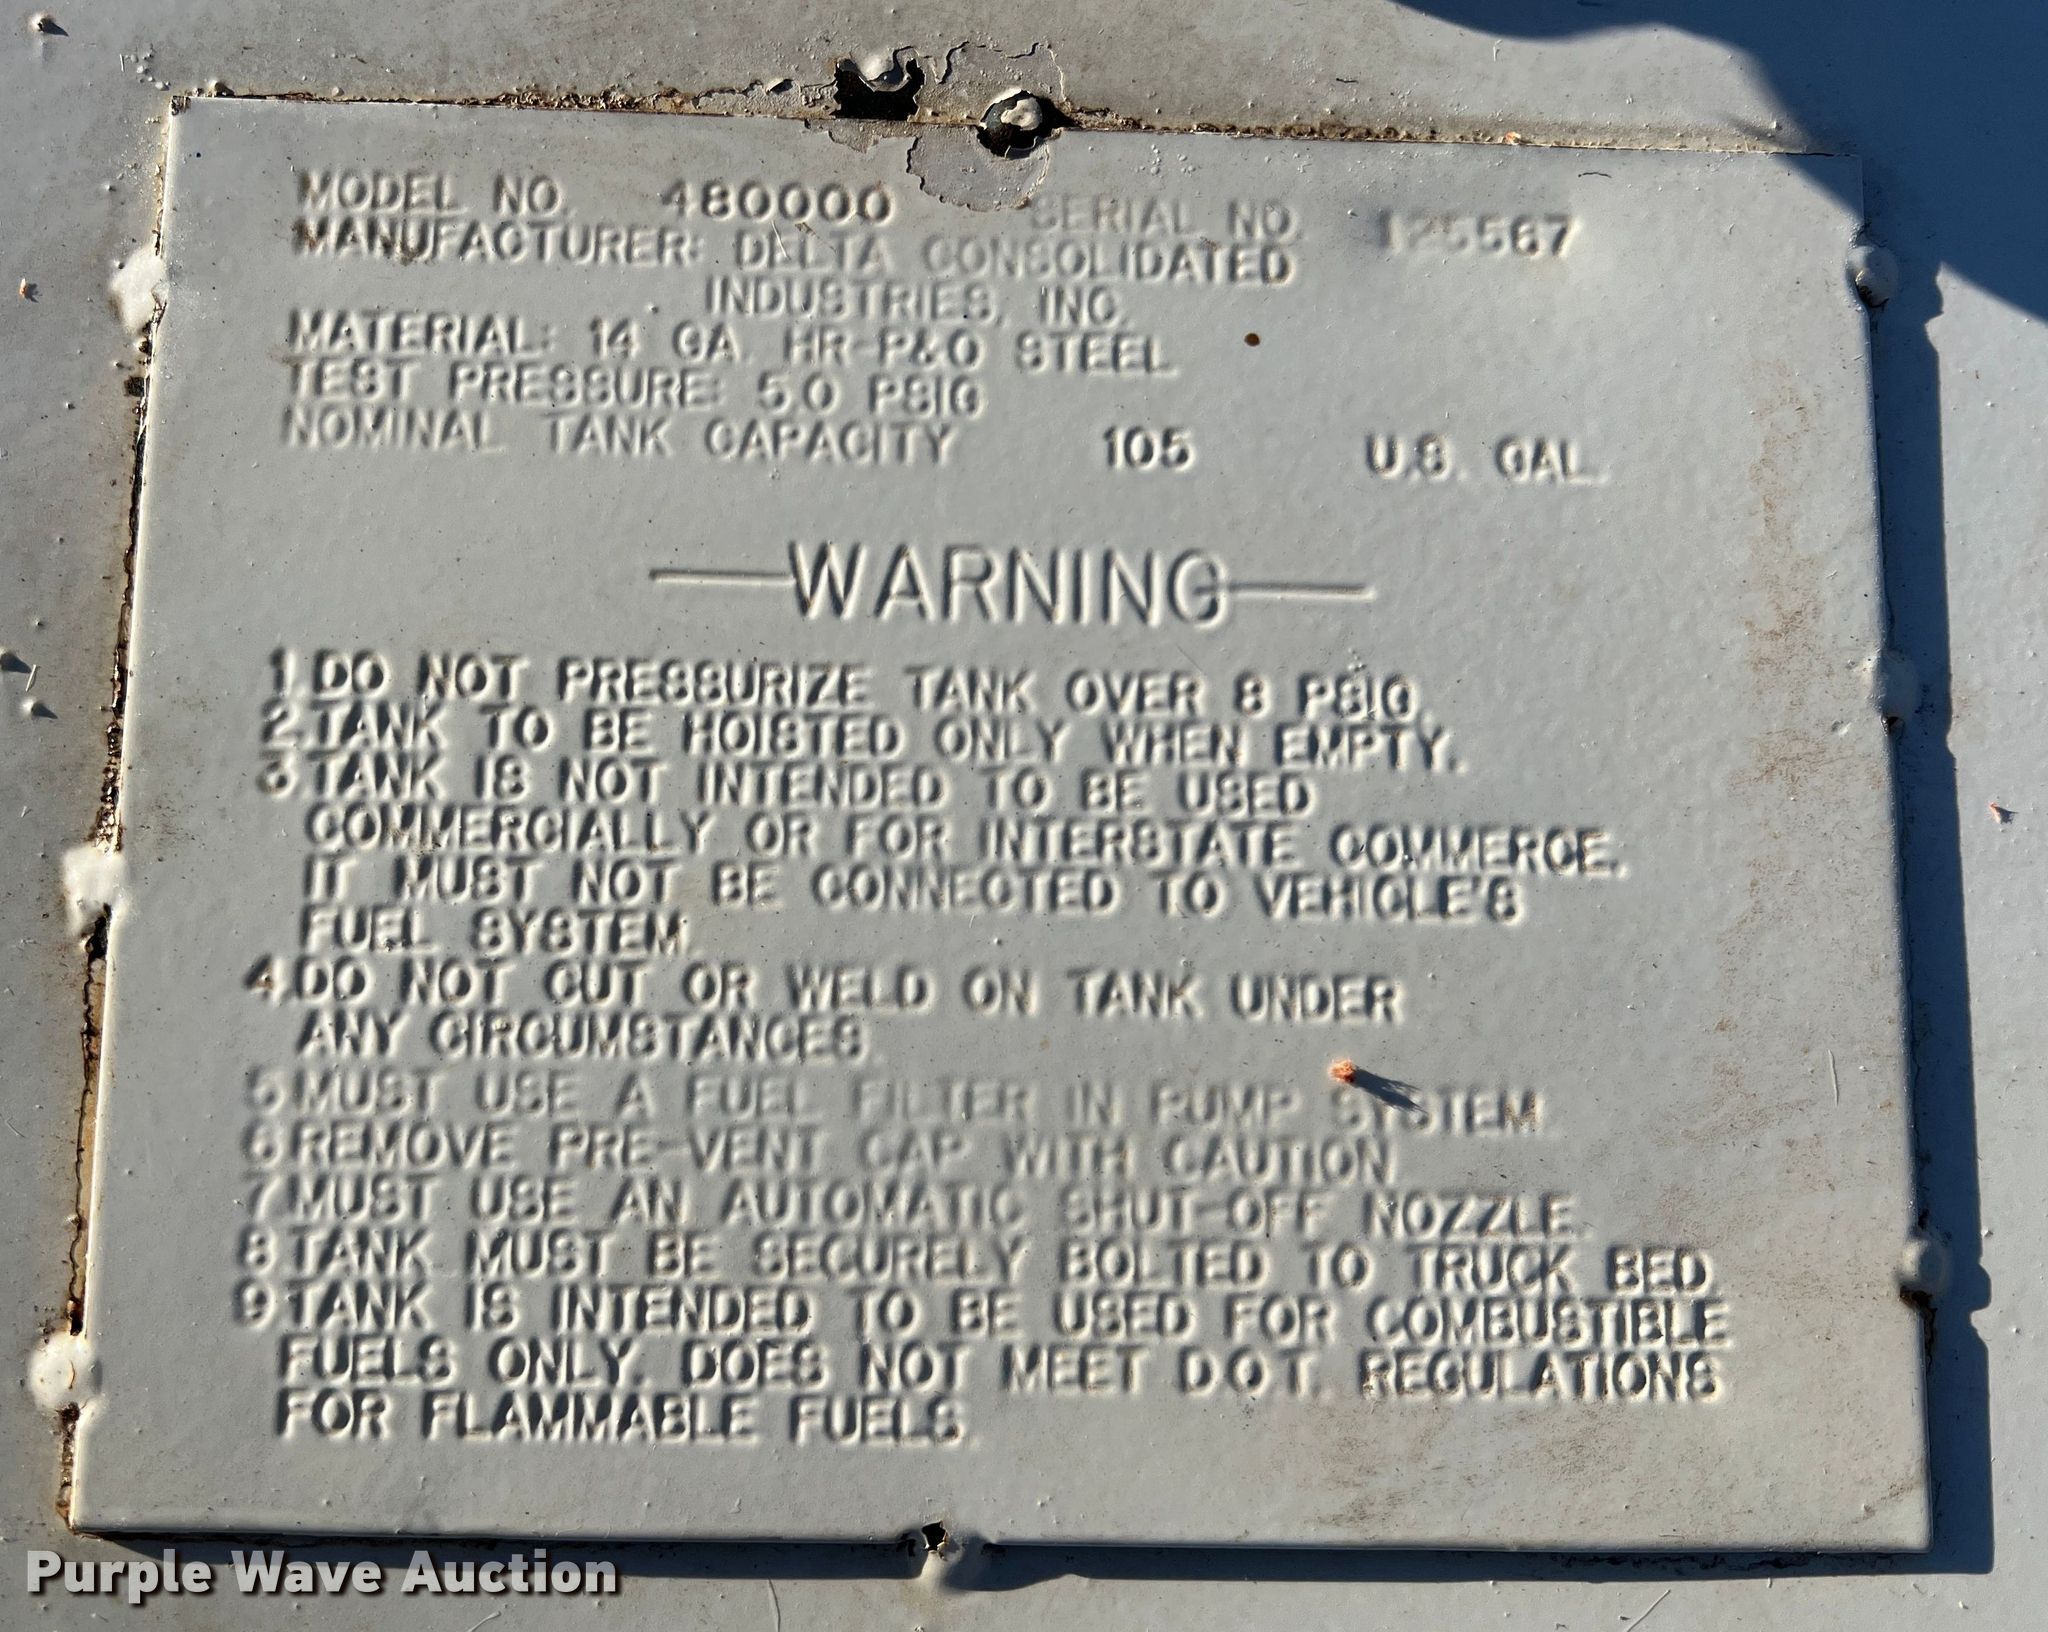 MODEL NO. 480000 SERIAL NO. 125567
MANUFACTURER: DELTA CONSOLIDATED
INDUSTRIES, INC.
MATERIAL: 14 GA. HR-P&O STEEL
TEST PRESSURE: 5.0 PSIG
NOMINAL TANK CAPACITY 105 U.S. GAL.
WARNING
1. DO NOT PRESSURIZE TANK OVER 8 PSIG.
2. TANK TO BE HOISTED ONLY WHEN EMPTY.
3. TANK IS NOT INTENDED TO BE USED
COMMERCIALLY OR FOR INTERSTATE COMMERCE.
IT MUST NOT BE CONNECTED TO VEHICLE'S
FUEL SYSTEM.
4. DO NOT CUT OR WELD ON TANK UNDER
ANY CIRCUMSTANCES.
5 MUST USE A FUEL FILTER IN PUMP SYSTEM
6 REMOVE PRE-VENT CAP WITH CAUTION
7 MUST USE AN AUTOMATIC SHUT-OFF NOZZLE.
8 TANK MUST BE SECURELY BOLTED TO TRUCK BED.
9 TANK IS INTENDED TO BE USED FOR COMBUSTIBLE
FUELS ONLY. DOES NOT MEET D.O.T. REGULATIONS
FOR FLAMMABLE FUELS.
Purple Wave Auction